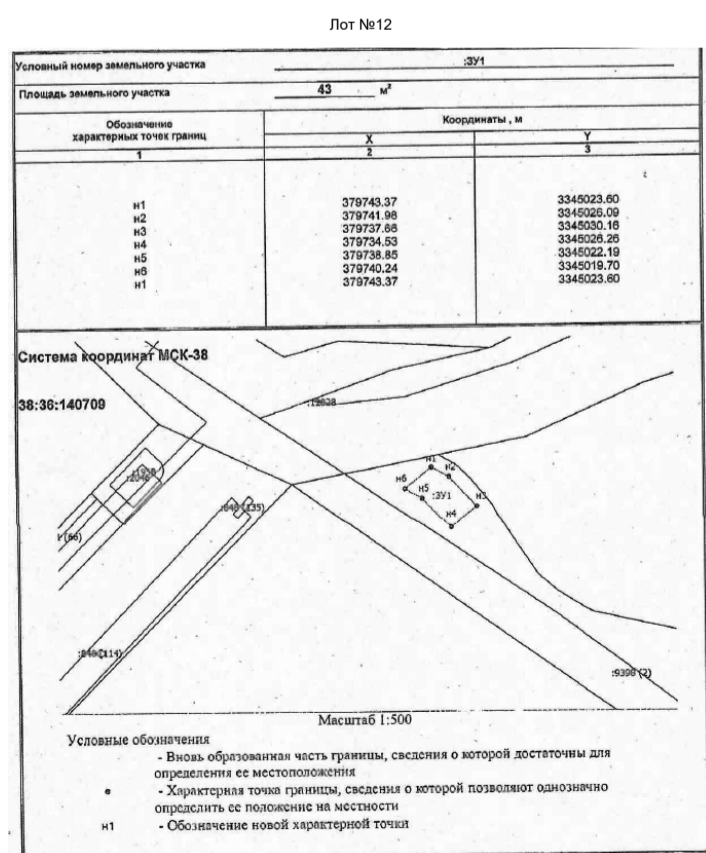 Лот №12
Условный номер земельного участка :ЗУ1
Площадь земельного участка 43 м²
Обозначение характерных точек границ Координаты , м
X Y
1 2 3
н1 379743.37 3345023.60
н2 379741.98 3345026.09
н3 379737.66 3345030.16
н4 379734.53 3345026.26
н5 379738.85 3345022.19
н6 379740.24 3345019.70
н1 379743.37 3345023.60
Система координат МСК-38
38:36:140709
н1
н2
н6
:ЗУ1
н5
н3
н4
:2046
:848 (135)
(66)
:848 (114)
:9398 (2)
Масштаб 1:500
Условные обозначения
- Вновь образованная часть границы, сведения о которой достаточны для
определения ее местоположения
- Характерная точка границы, сведения о которой позволяют однозначно
определить ее положение на местности
н1 - Обозначение новой характерной точки